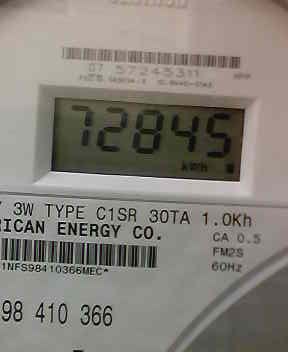 07 57245311
72845
kWh
3W TYPE C1SR 30TA 1.0Kh
RICAN ENERGY CO. CA 0.5
FM2S
1NFS98410366MEC* 60Hz
98 410 366